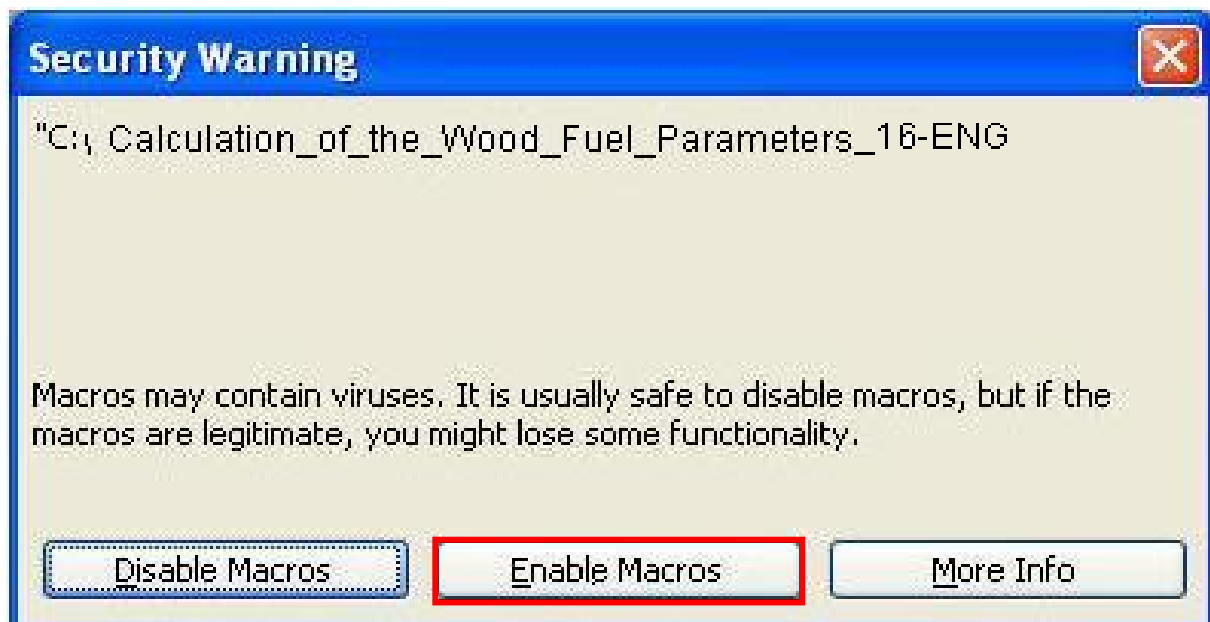 Security Warning
"C:\ Calculation_of_the_Wood_Fuel_Parameters_16-ENG
Macros may contain viruses. It is usually safe to disable macros, but if the
macros are legitimate, you might lose some functionality.
Disable Macros
Enable Macros
More Info